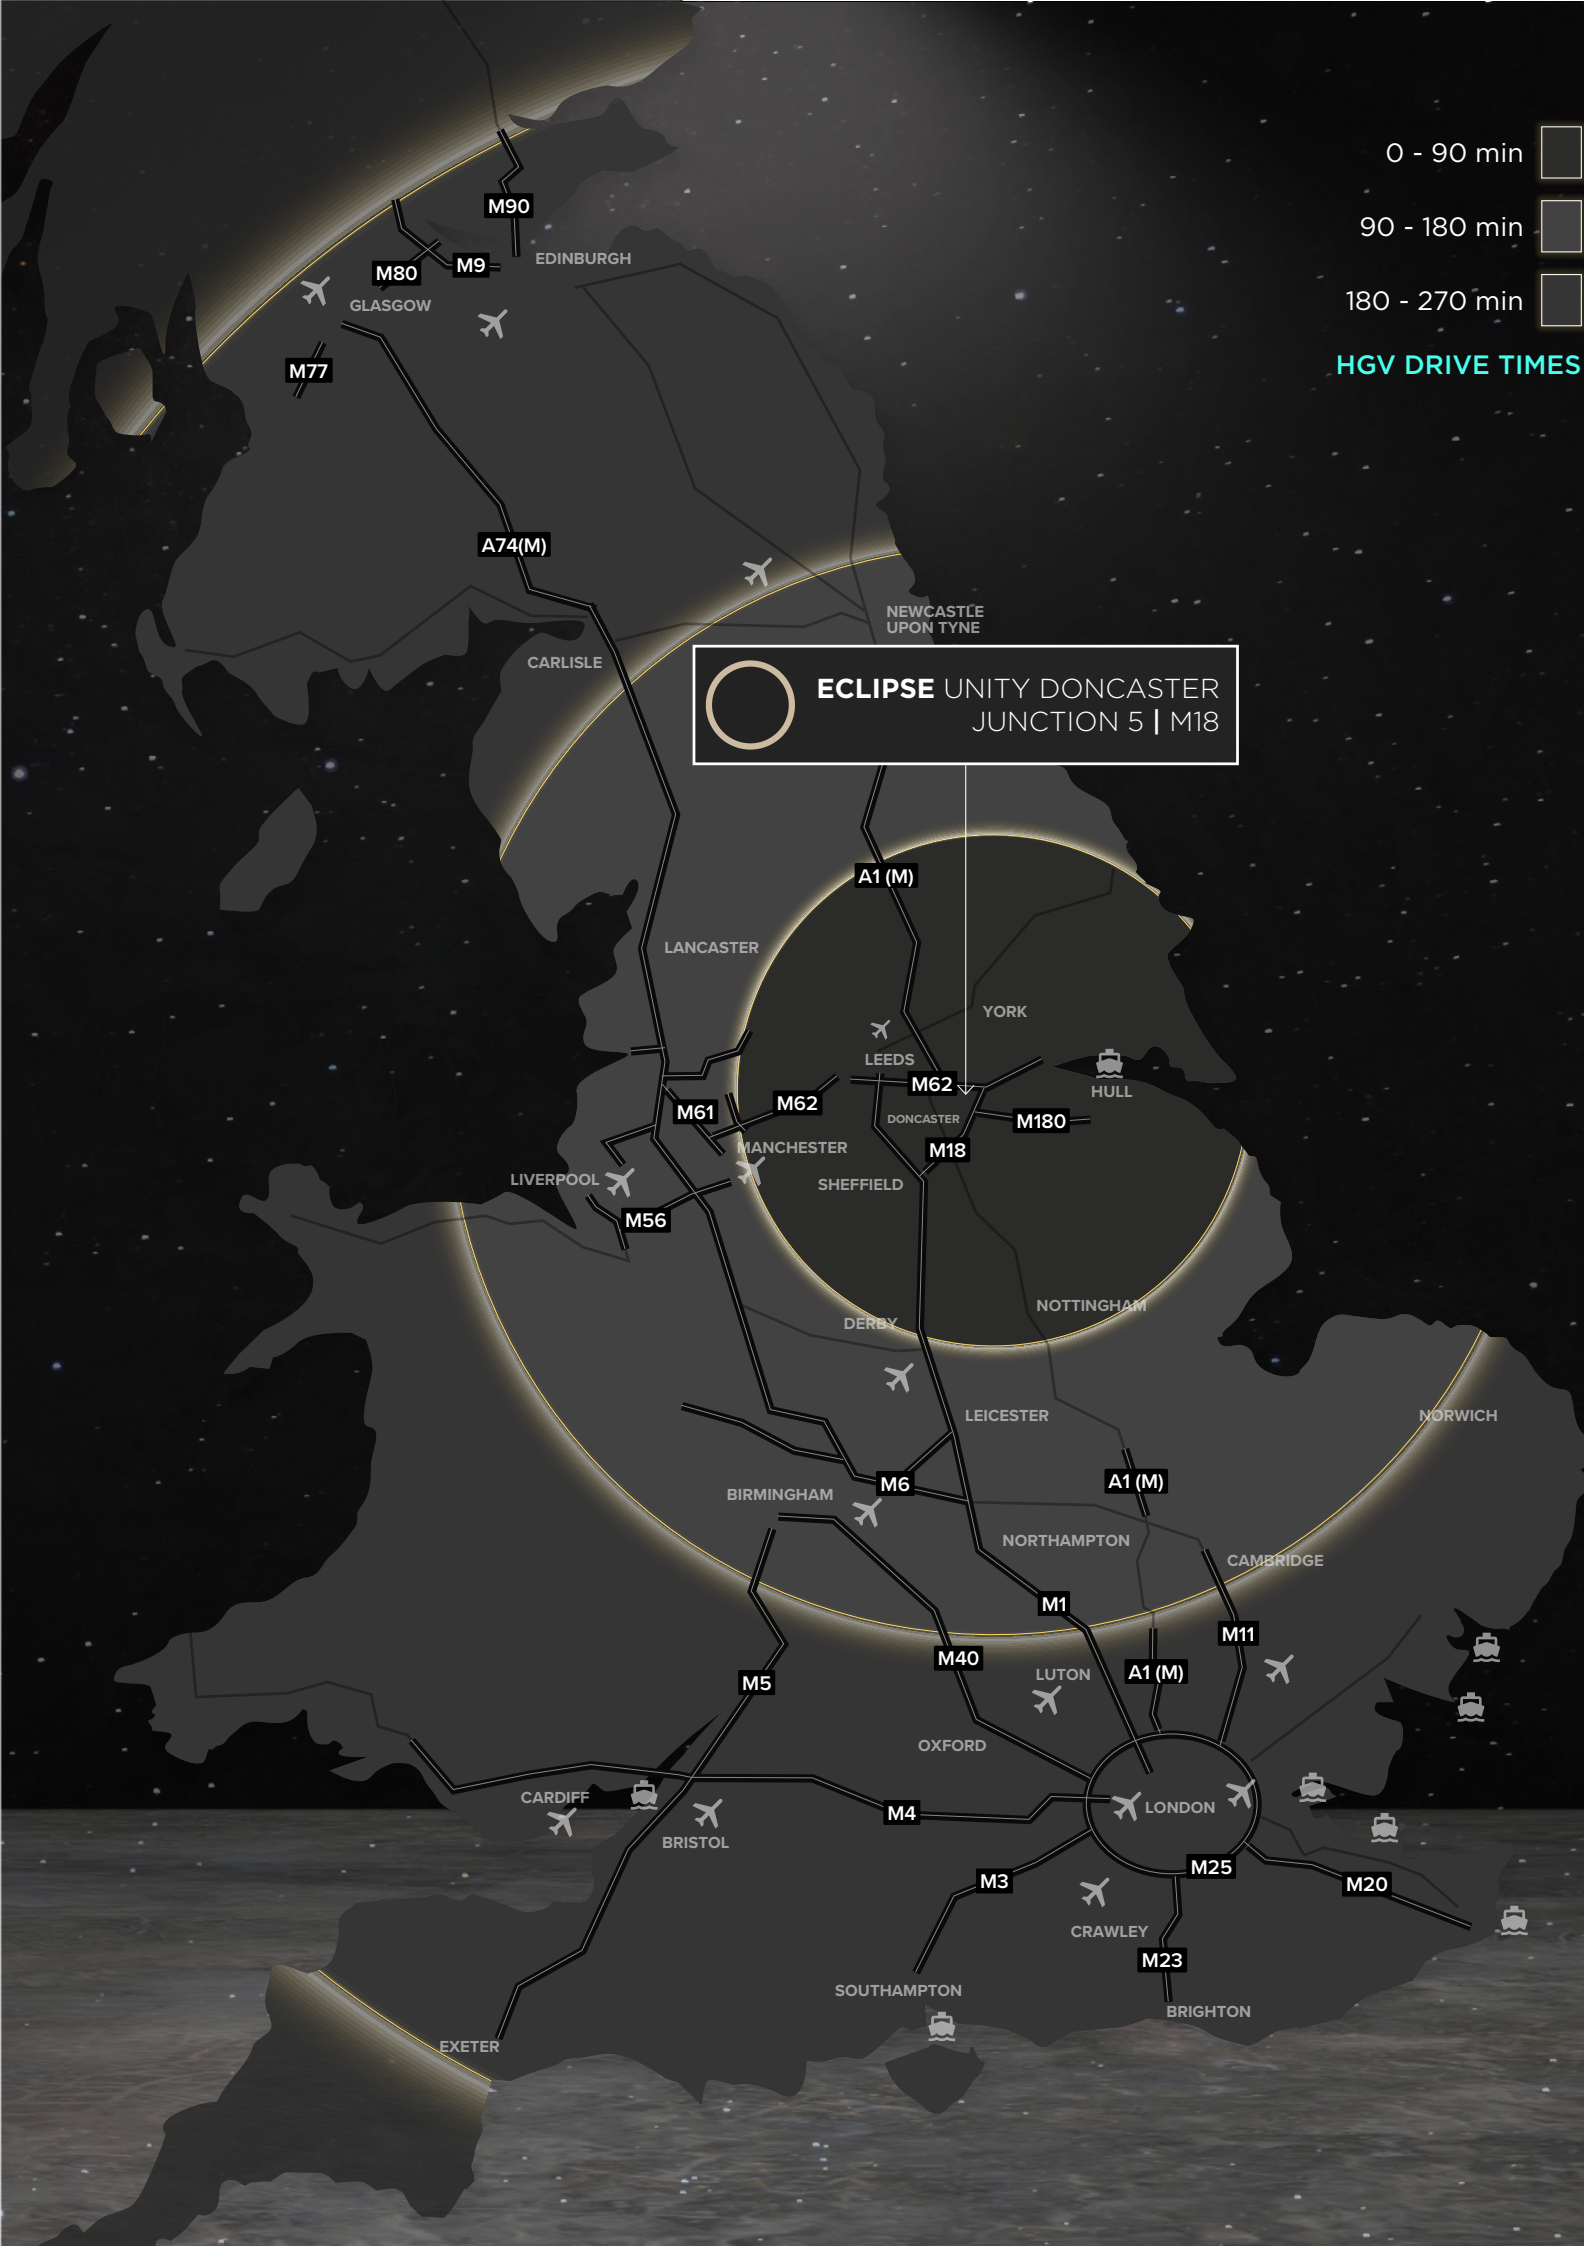 0 - 90 min
90 - 180 min
180 - 270 min
HGV DRIVE TIMES
M90
EDINBURGH
M9
M80
GLASGOW
M77
A74(M)
NEWCASTLE
UPON TYNE
CARLISLE
ECLIPSE UNITY DONCASTER
JUNCTION 5 | M18
A1 (M)
LANCASTER
YORK
LEEDS
M62
HULL
M62
M61
DONCASTER
M180
MANCHESTER
M18
LIVERPOOL
SHEFFIELD
M56
NOTTINGHAM
DERBY
LEICESTER
NORWICH
A1 (M)
M6
BIRMINGHAM
NORTHAMPTON
CAMBRIDGE
M1
M11
M40
LUTON
A1 (M)
M5
OXFORD
CARDIFF
LONDON
M4
BRISTOL
M25
M3
M20
CRAWLEY
M23
SOUTHAMPTON
BRIGHTON
EXETER